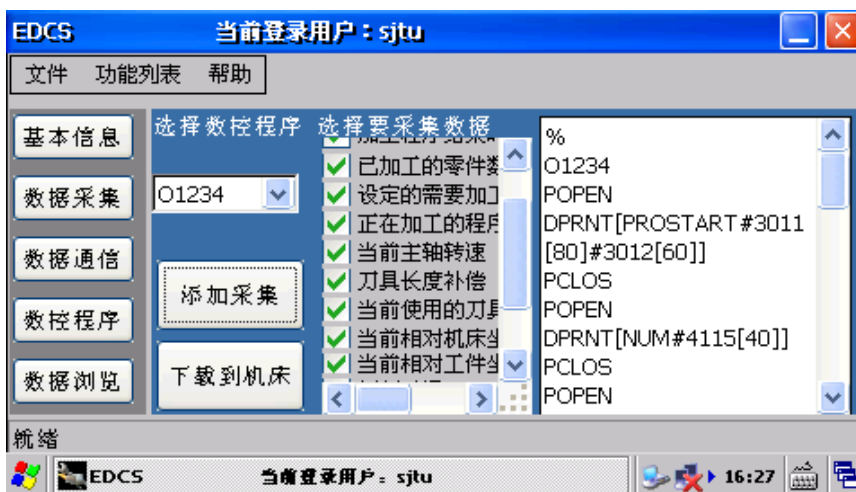 EDCS 当前登录用户：sjtu
文件 功能列表 帮助
基本信息
数据采集
数据通信
数控程序
数据浏览
选择数控程序
O1234
添加采集
下载到机床
选择要采集数据
已加工的零件数
设定的需要加工
正在加工的程序
当前主轴转速
刀具长度补偿
当前使用的刀具
当前相对机床坐
当前相对工件坐
%
O1234
POPEN
DPRNT[PROSTART#3011
[80]#3012[60]]
PCLOS
POPEN
DPRNT[NUM#4115[40]]
PCLOS
POPEN
就绪
EDCS 当前登录用户：sjtu 16:27